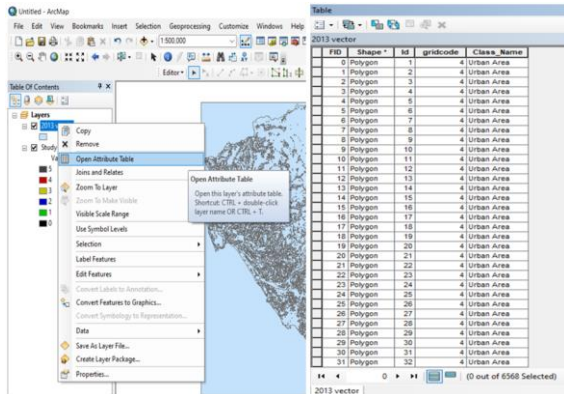 Untitled - ArcMap
File Edit View Bookmarks Insert Selection Geoprocessing Customize Windows Help
1:500,000
Editor
Table Of Contents
Layers
2013
Study
Va
5
4
3
2
1
0
Copy
Remove
Open Attribute Table
Joins and Relates
Zoom To Layer
Zoom To Make Visible
Visible Scale Range
Use Symbol Levels
Selection
Label Features
Edit Features
Convert Labels to Annotation...
Convert Features to Graphics...
Convert Symbology to Representation...
Data
Save As Layer File...
Create Layer Package...
Properties...
Open Attribute Table
Open this layer's attribute table.
Shortcut: CTRL + double-click
layer name OR CTRL + T.
Table
2013 vector
FID Shape * Id gridcode Class_Name
0 Polygon 1 4 Urban Area
1 Polygon 2 4 Urban Area
2 Polygon 3 4 Urban Area
3 Polygon 4 4 Urban Area
4 Polygon 5 4 Urban Area
5 Polygon 6 4 Urban Area
6 Polygon 7 4 Urban Area
7 Polygon 8 4 Urban Area
8 Polygon 9 4 Urban Area
9 Polygon 10 4 Urban Area
10 Polygon 11 4 Urban Area
11 Polygon 12 4 Urban Area
12 Polygon 13 4 Urban Area
13 Polygon 14 4 Urban Area
14 Polygon 15 4 Urban Area
15 Polygon 16 4 Urban Area
16 Polygon 17 4 Urban Area
17 Polygon 18 4 Urban Area
18 Polygon 19 4 Urban Area
19 Polygon 20 4 Urban Area
20 Polygon 21 4 Urban Area
21 Polygon 22 4 Urban Area
22 Polygon 23 4 Urban Area
23 Polygon 24 4 Urban Area
24 Polygon 25 4 Urban Area
25 Polygon 26 4 Urban Area
26 Polygon 27 4 Urban Area
27 Polygon 28 4 Urban Area
28 Polygon 29 4 Urban Area
29 Polygon 30 4 Urban Area
30 Polygon 31 4 Urban Area
31 Polygon 32 4 Urban Area
0 (0 out of 6568 Selected)
2013 vector